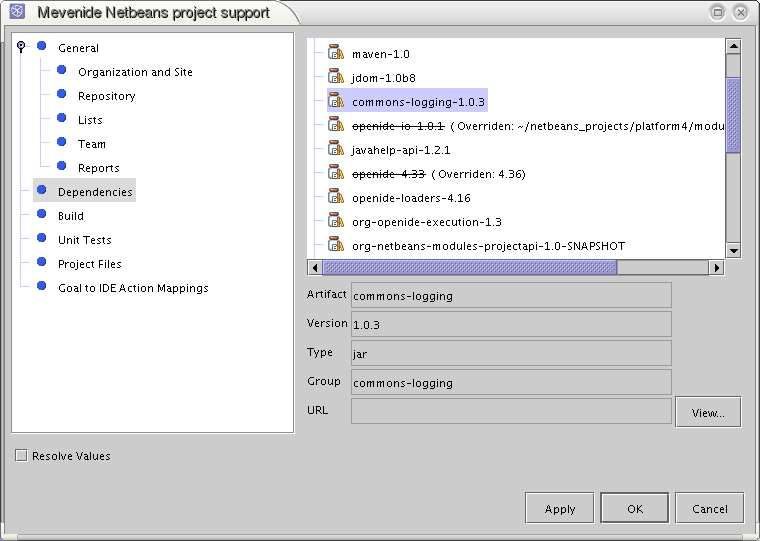 Mevenide Netbeans project support
General
Organization and Site
Repository
Lists
Team
Reports
Dependencies
Build
Unit Tests
Project Files
Goal to IDE Action Mappings
Resolve Values
maven-1.0
jdom-1.0b8
commons-logging-1.0.3
openide-io-1.0.1 (Overriden: ~/netbeans_projects/platform4/modu
javahelp-api-1.2.1
openide-4.33 (Overriden: 4.36)
openide-loaders-4.16
org-openide-execution-1.3
org-netbeans-modules-projectapi-1.0-SNAPSHOT
Artifact commons-logging
Version 1.0.3
Type jar
Group commons-logging
URL View...
Apply OK Cancel